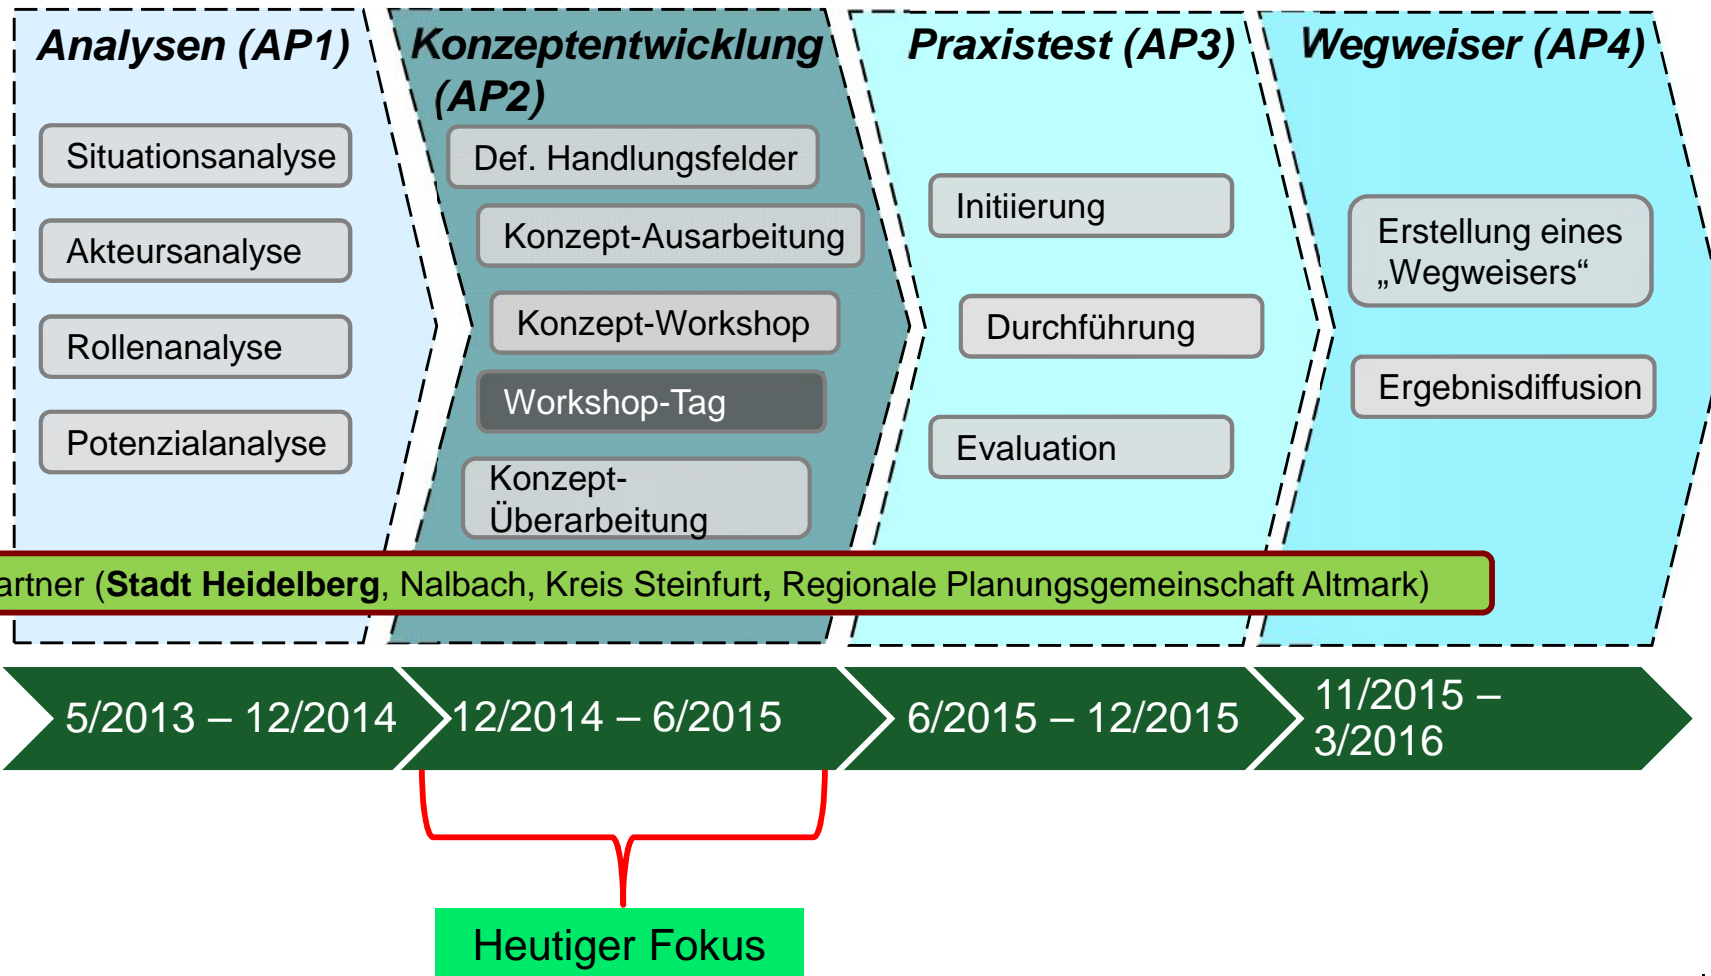 Analysen (AP1)
Situationsanalyse
Akteursanalyse
Rollenanalyse
Potenzialanalyse
Konzeptentwicklung
(AP2)
Def. Handlungsfelder
Konzept-Ausarbeitung
Konzept-Workshop
Workshop-Tag
Konzept-
Überarbeitung
Praxistest (AP3)
Initiierung
Durchführung
Evaluation
Wegweiser (AP4)
Erstellung eines
„Wegweisers“
Ergebnisdiffusion
artner (Stadt Heidelberg, Nalbach, Kreis Steinfurt, Regionale Planungsgemeinschaft Altmark)
5/2013 – 12/2014
12/2014 – 6/2015
6/2015 – 12/2015
11/2015 –
3/2016
Heutiger Fokus